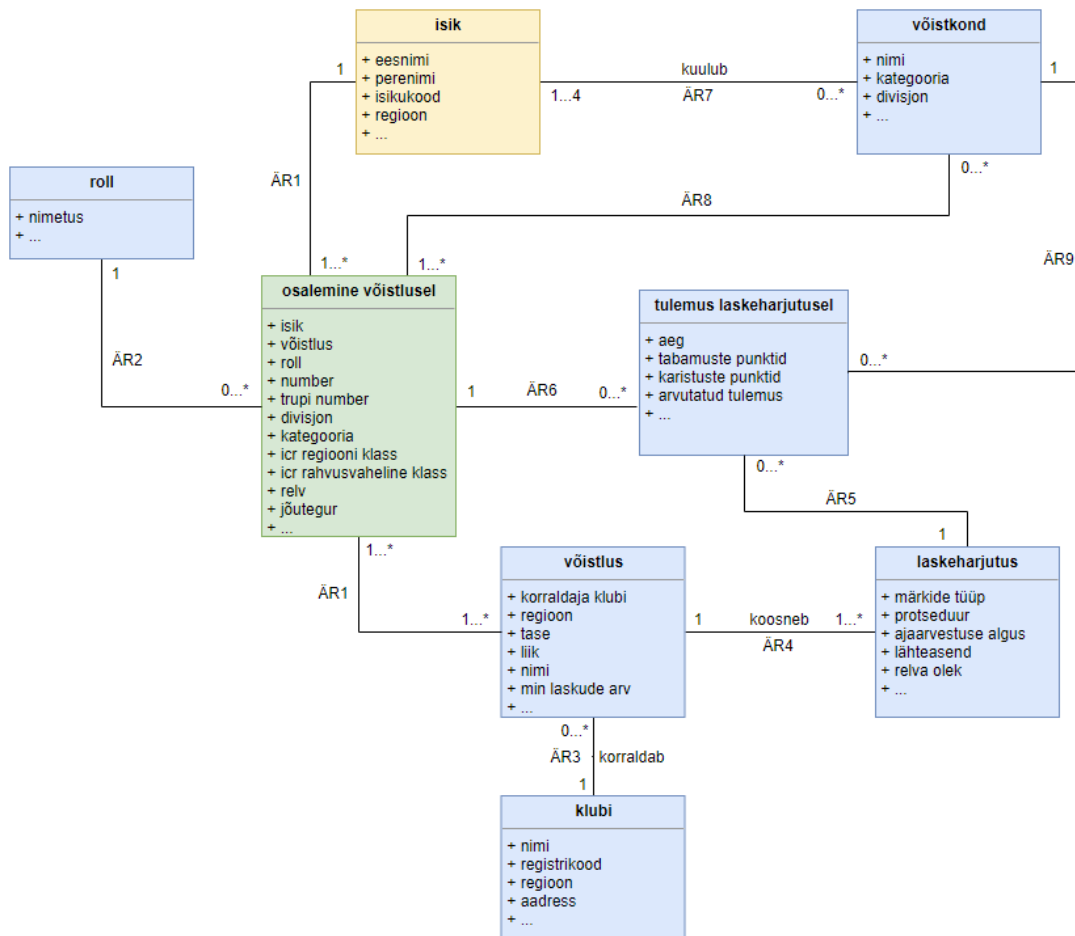 isik
+ eesnimi
+ perenimi
+ isikukood
+ regioon
+ ...
võistkond
+ nimi
+ kategooria
+ divisjon
+ ...
1
kuulub
1...4
ÄR7
0...*
1
ÄR1
0...*
ÄR8
roll
+ nimetus
+ ...
1
1...*
1...*
ÄR9
osalemine võistlusel
+ isik
+ võistlus
+ roll
+ number
+ trupi number
+ divisjon
+ kategooria
+ icr regiooni klass
+ icr rahvusvaheline klass
+ relv
+ jõutegur
+ ...
tulemus laskeharjutusel
+ aeg
+ tabamuste punktid
+ karistuste punktid
+ arvutatud tulemus
+ ...
ÄR2
0...*
0...*
1
ÄR6
0...*
0...*
ÄR5
1
1...*
ÄR1
1...*
võistlus
+ korraldaja klubi
+ regioon
+ tase
+ liik
+ nimi
+ min laskude arv
+ ...
1
koosneb
1...*
ÄR4
laskeharjutus
+ märkide tüüp
+ protseduur
+ ajaarvestuse algus
+ lähteasend
+ relva olek
+ ...
0...*
ÄR3
korraldab
1
klubi
+ nimi
+ registrikood
+ regioon
+ aadress
+ ...